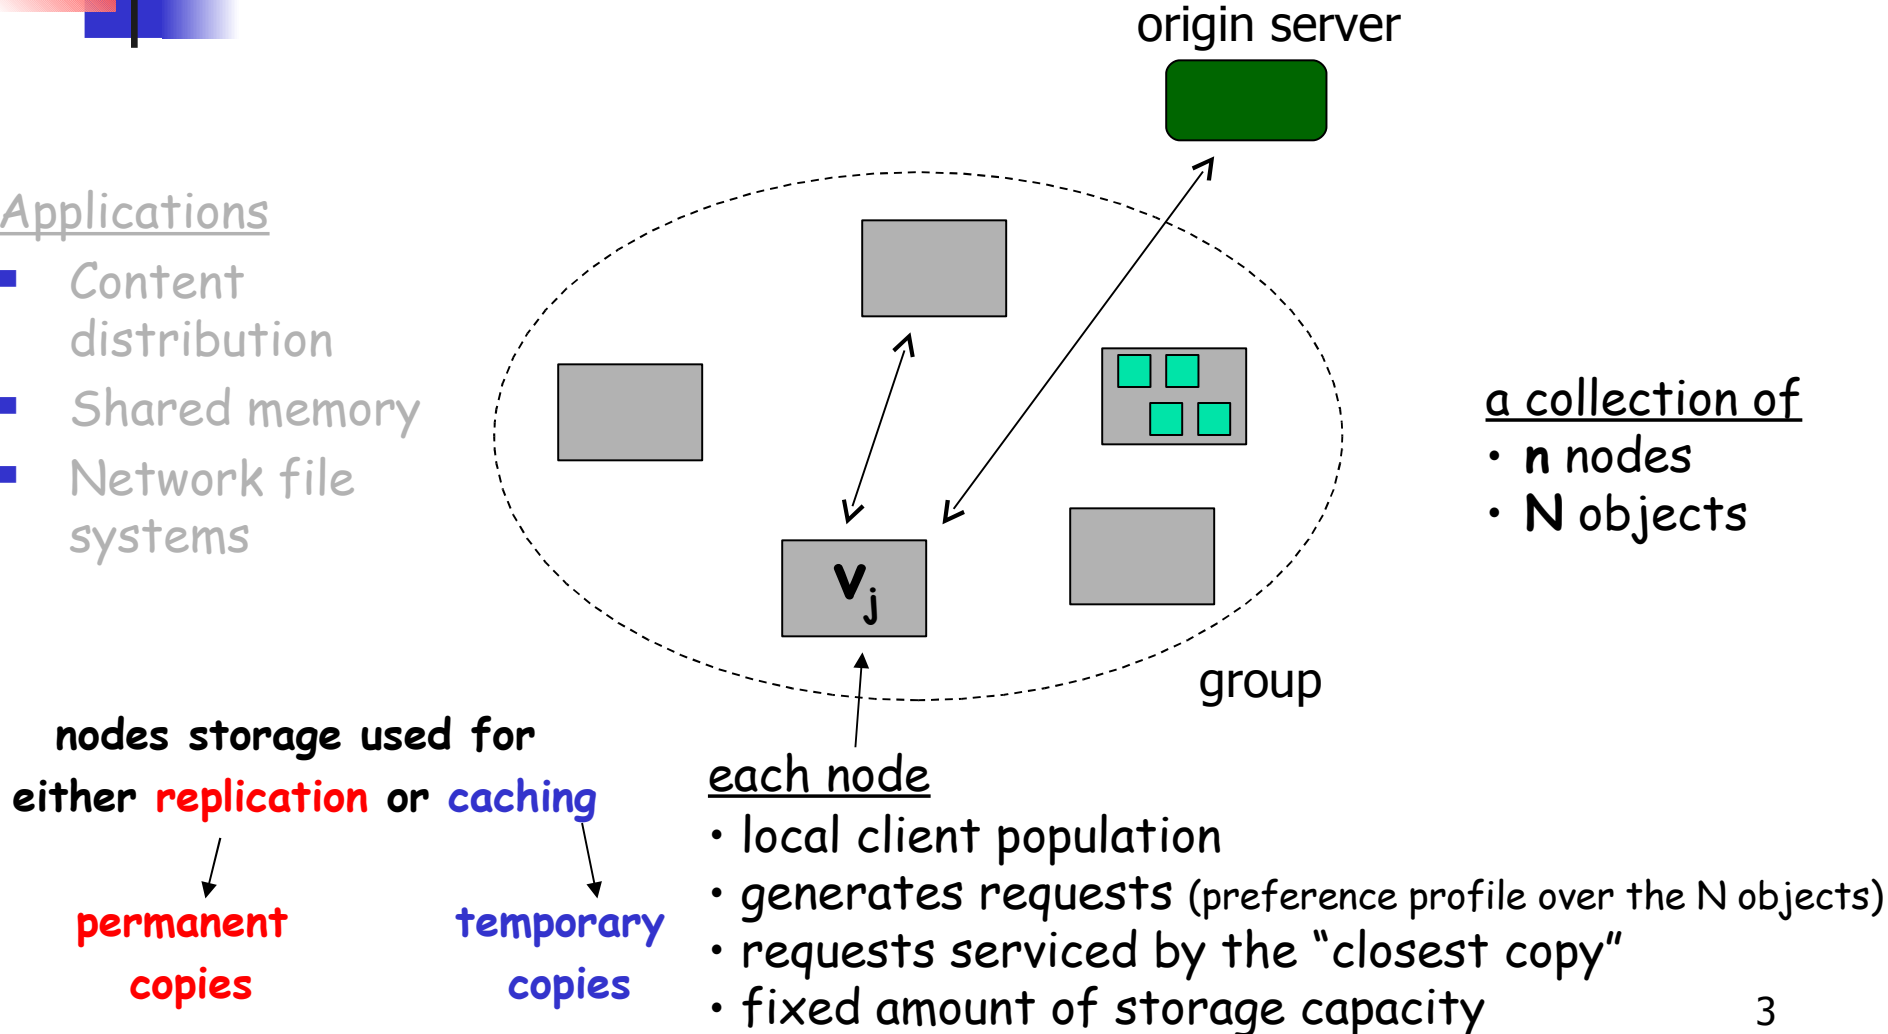 origin server
Applications
Content
distribution
Shared memory
Network file
systems
a collection of
• n nodes
• N objects
vj
group
nodes storage used for
either replication or caching
permanent
copies
temporary
copies
each node
• local client population
• generates requests (preference profile over the N objects)
• requests serviced by the “closest copy”
• fixed amount of storage capacity
3